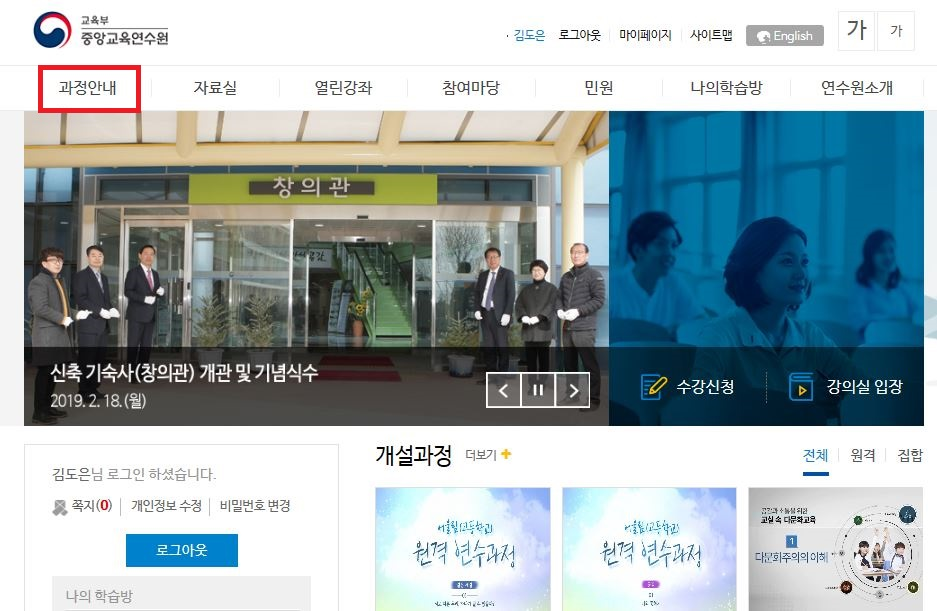 교육부
중앙교육연수원
· 김도은 로그아웃 마이페이지 사이트맵 English 가 가
과정안내 자료실 열린강좌 참여마당 민원 나의학습방 연수원소개
창의관
신축 기숙사(창의관) 개관 및 기념식수
2019. 2. 18.(월)
수강신청 강의실 입장
김도은님 로그인 하셨습니다.
쪽지(0) 개인정보 수정 비밀번호 변경
로그아웃
나의 학습방
개설과정 더보기
전체 원격 집합
어울림(고등학교)
원격 연수과정
어울림(고등학교)
원격 연수과정
공감과 소통을 위한
교실 속 다문화교육
1
다문화주의의 이해